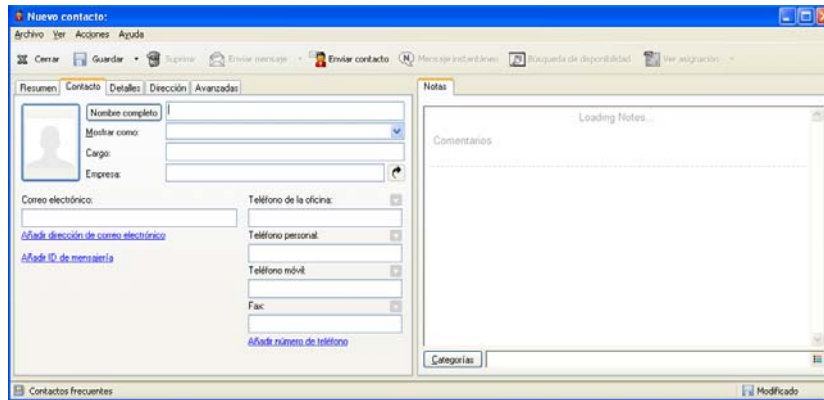 Nuevo contacto:
Archivo Ver Acciones Ayuda
Cerrar Guardar Suprimir Enviar mensaje Enviar contacto Mensaje instantáneo Búsqueda de disponibilidad Ver asignación
Resumen Contacto Detalles Dirección Avanzadas
Nombre completo
Mostrar como:
Cargo:
Empresa:
Correo electrónico:
Añadir dirección de correo electrónico
Añadir ID de mensajería
Teléfono de la oficina:
Teléfono personal:
Teléfono móvil:
Fax:
Añadir número de teléfono
Notas
Loading Notes...
Comentarios
Categorías
Contactos frecuentes
Modificado